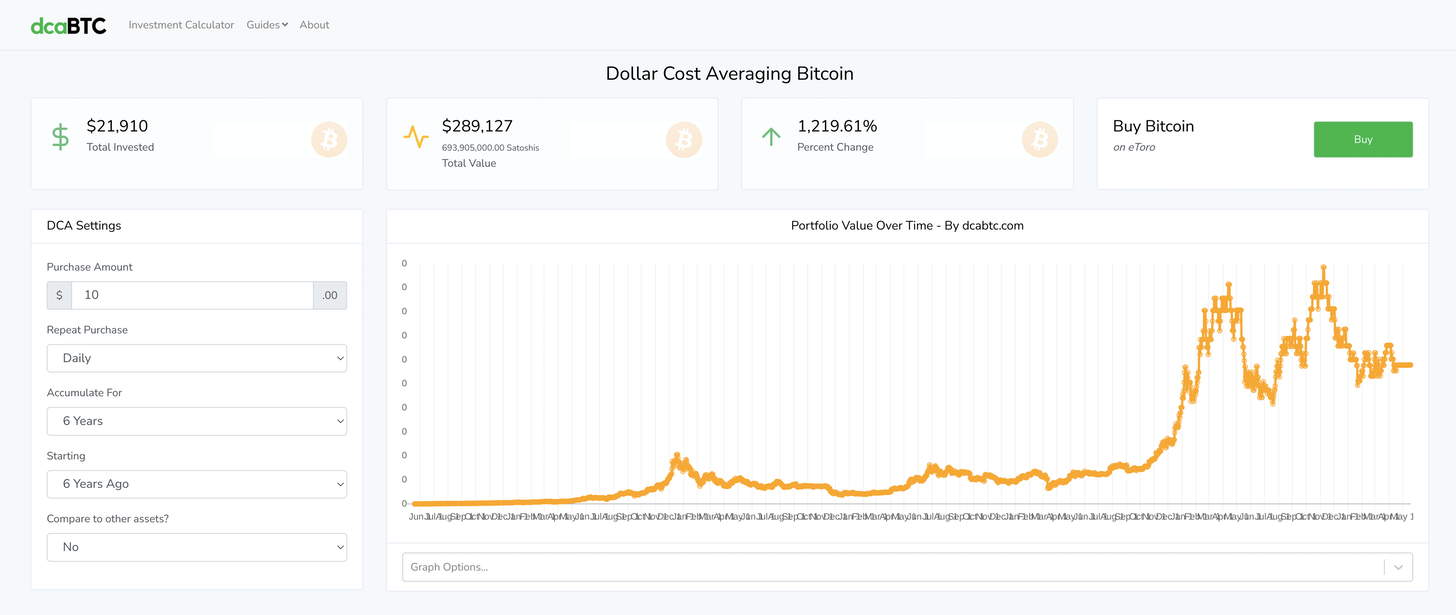 dcaBTC
Investment Calculator
Guides
About
Dollar Cost Averaging Bitcoin
$21,910
Total Invested
$289,127
693,905,000.00 Satoshis
Total Value
1,219.61%
Percent Change
Buy Bitcoin
on eToro
Buy
DCA Settings
Purchase Amount
$
10
.00
Repeat Purchase
Daily
Accumulate For
6 Years
Starting
6 Years Ago
Compare to other assets?
No
Portfolio Value Over Time - By dcabtc.com
0
0
0
0
0
0
0
0
0
0
0
Graph Options...